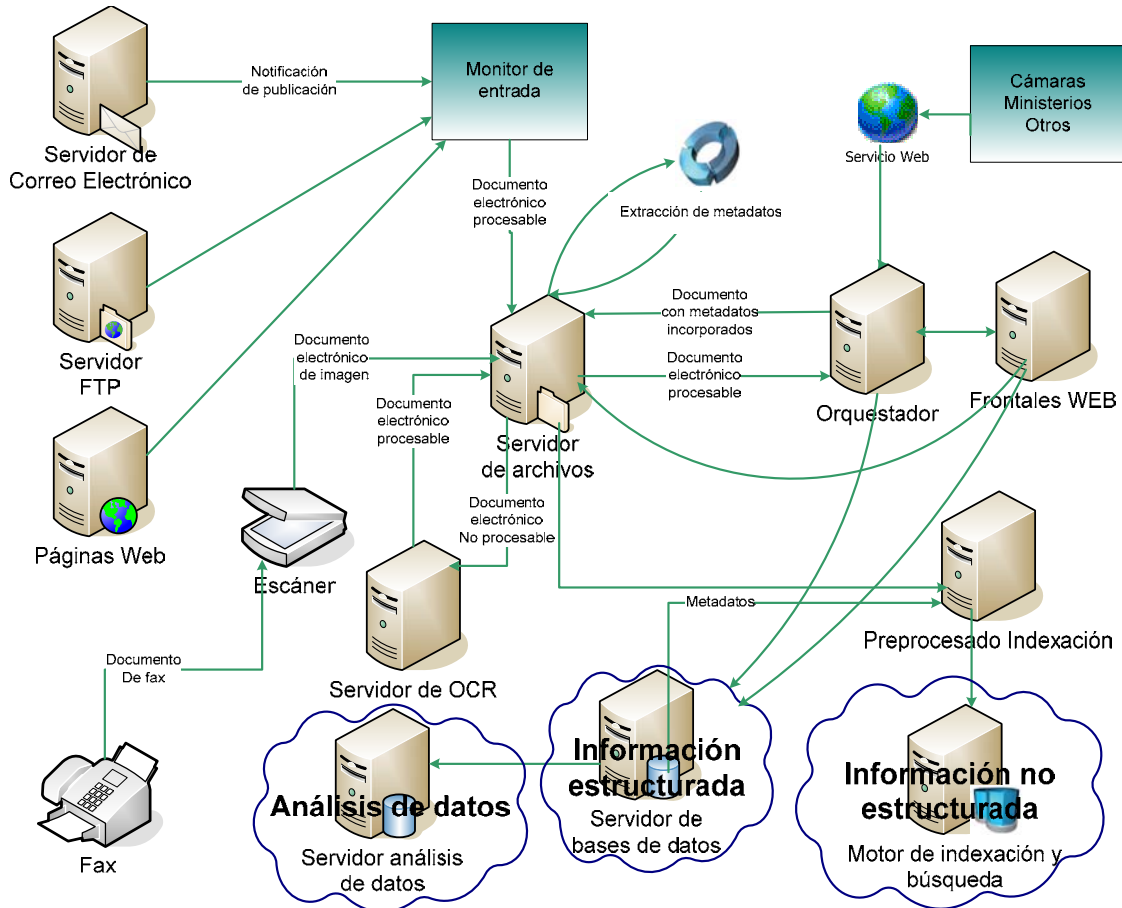 Notificación
de publicación
Monitor de
entrada
Cámaras
Ministerios
Otros
Servidor de
Correo Electrónico
Servicio Web
Documento
electrónico
procesable
Extracción de metadatos
Servidor
FTP
Documento
electrónico
de imagen
Documento
con metadatos
incorporados
Documento
electrónico
procesable
Documento
electrónico
procesable
Orquestador
Frontales WEB
Servidor
de archivos
Páginas Web
Escáner
Documento
electrónico
No procesable
Metadatos
Preprocesado Indexación
Documento
De fax
Servidor de OCR
Fax
Análisis de datos
Servidor análisis
de datos
Información
estructurada
Servidor de
bases de datos
Información no
estructurada
Motor de indexación y
búsqueda